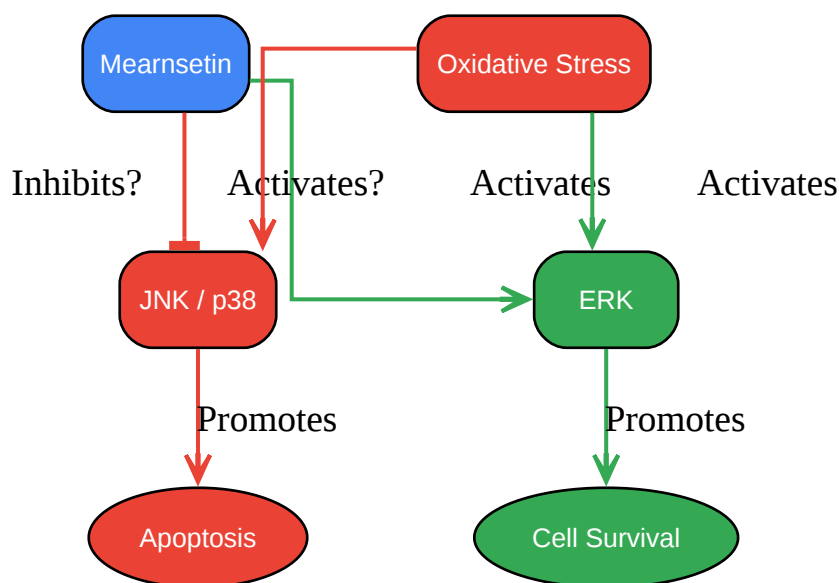 Mearnsetin
Oxidative Stress
Inhibits?
Activates?
Activates
Activates
JNK / p38
ERK
Promotes
Promotes
Apoptosis
Cell Survival